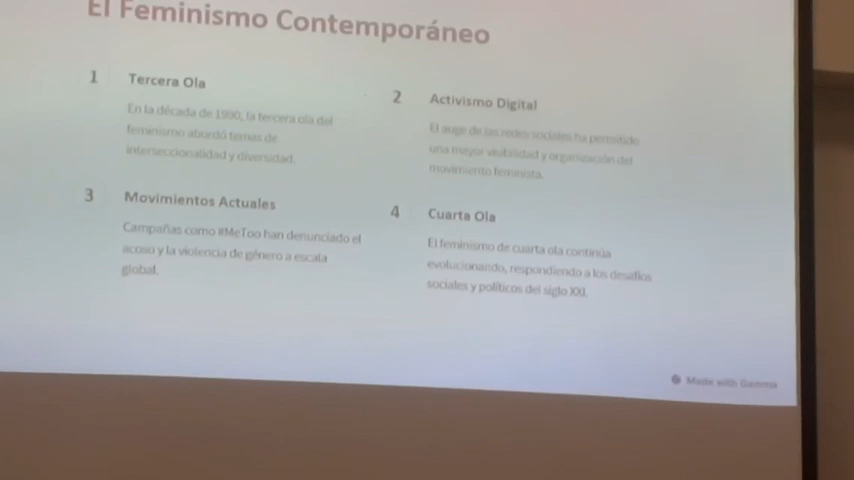 El Feminismo Contemporáneo
1 Tercera Ola
En la década de 1990, la tercera ola del
feminismo abordó temas de
interseccionalidad y diversidad.
2 Activismo Digital
El auge de las redes sociales ha permitido
una mayor visibilidad y organización del
movimiento feminista.
3 Movimientos Actuales
Campañas como #MeToo han denunciado el
acoso y la violencia de género a escala
global.
4 Cuarta Ola
El feminismo de cuarta ola continúa
evolucionando, respondiendo a los desafíos
sociales y políticos del siglo XXI.
Made with Gamma